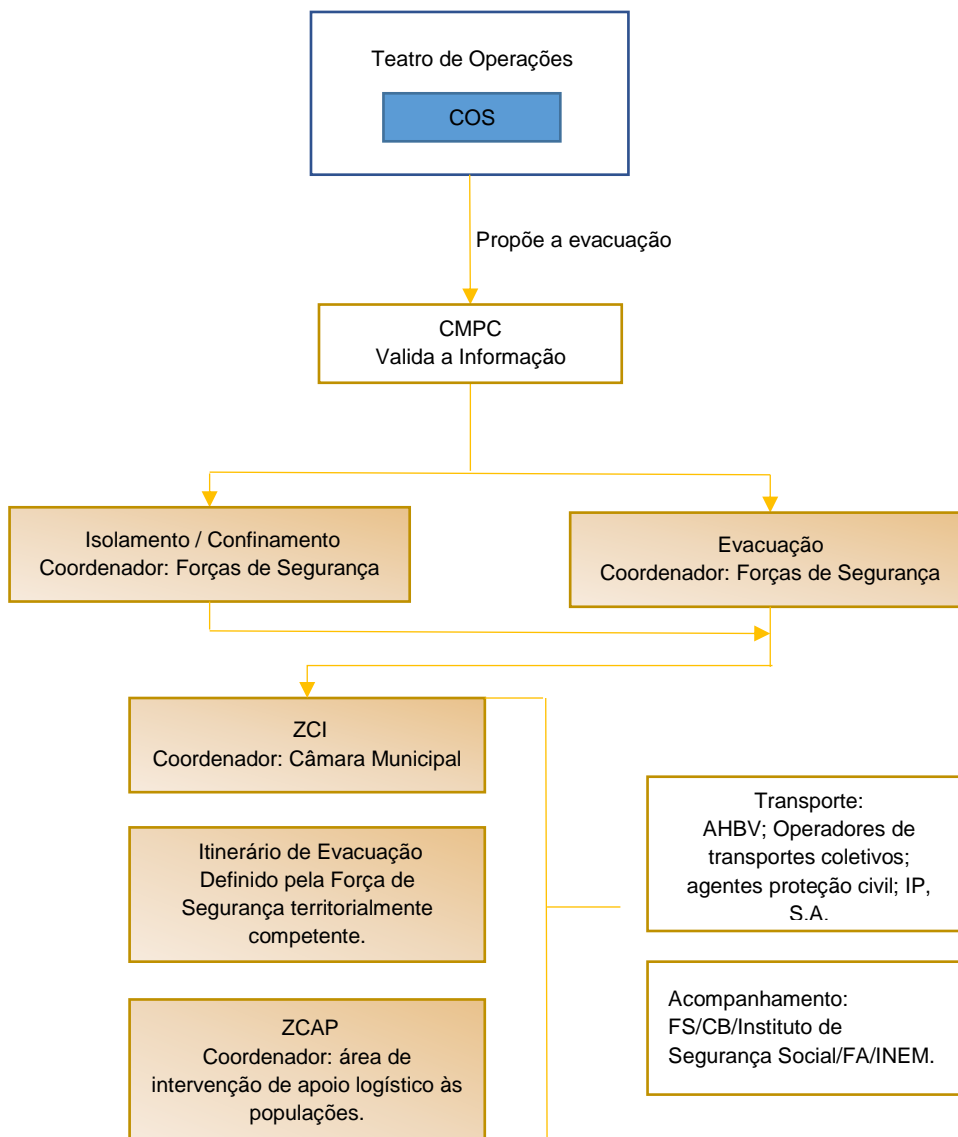 Teatro de Operações
COS
Propõe a evacuação
CMPC
Valida a Informação
Isolamento / Confinamento
Coordenador: Forças de Segurança
Evacuação
Coordenador: Forças de Segurança
ZCI
Coordenador: Câmara Municipal
Itinerário de Evacuação
Definido pela Força de
Segurança territorialmente
competente.
ZCAP
Coordenador: área de
intervenção de apoio logístico às
populações.
Transporte:
AHBV; Operadores de
transportes coletivos;
agentes proteção civil; IP,
S.A.
Acompanhamento:
FS/CB/Instituto de
Segurança Social/FA/INEM.